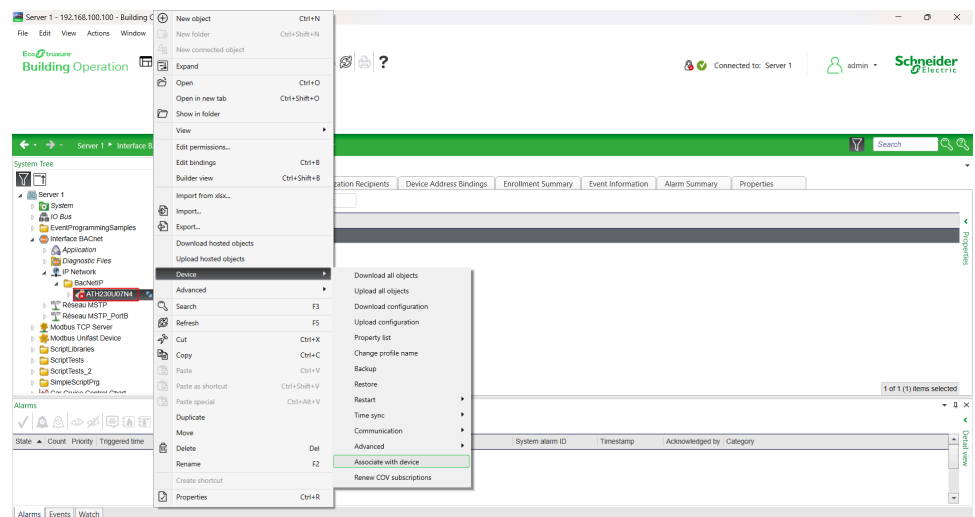 Server 1 - 192.168.100.100 - Building O
File Edit View Actions Window
EcoStruxure
Building Operation
?
Connected to: Server 1
admin
Schneider
Electric
Server 1
Interface B
Search
System Tree
Server 1
System
IO Bus
EventProgrammingSamples
Interface BACnet
Application
Diagnostic Files
IP Network
BacNetIP
ATH230U07N4
Réseau MSTP
Réseau MSTP_PortB
Modbus TCP Server
Modbus Unifast Device
ScriptLibraries
ScriptTests
ScriptTests_2
SimpleScriptPrg
Car Cruise Control Chart
New object Ctrl+N
New folder Ctrl+Shift+N
New connected object
Expand
Open Ctrl+O
Open in new tab Ctrl+Shift+O
Show in folder
View
Edit permissions...
Edit bindings Ctrl+B
Builder view Ctrl+Shift+B
Import from xlsx...
Import...
Export...
Download hosted objects
Upload hosted objects
Device
Advanced
Search F3
Refresh F5
Cut Ctrl+X
Copy Ctrl+C
Paste Ctrl+V
Paste as shortcut Ctrl+Shift+V
Paste special Ctrl+Alt+V
Duplicate
Move
Delete Del
Rename F2
Create shortcut
Properties Ctrl+R
Download all objects
Upload all objects
Download configuration
Upload configuration
Property list
Change profile name
Backup
Restore
Restart
Time sync
Communication
Advanced
Associate with device
Renew COV subscriptions
zation Recipients
Device Address Bindings
Enrollment Summary
Event Information
Alarm Summary
Properties
Properties
1 of 1 (1) items selected
Alarms
State Count Priority Triggered time
System alarm ID Timestamp Acknowledged by Category
Detail view
Alarms Events Watch